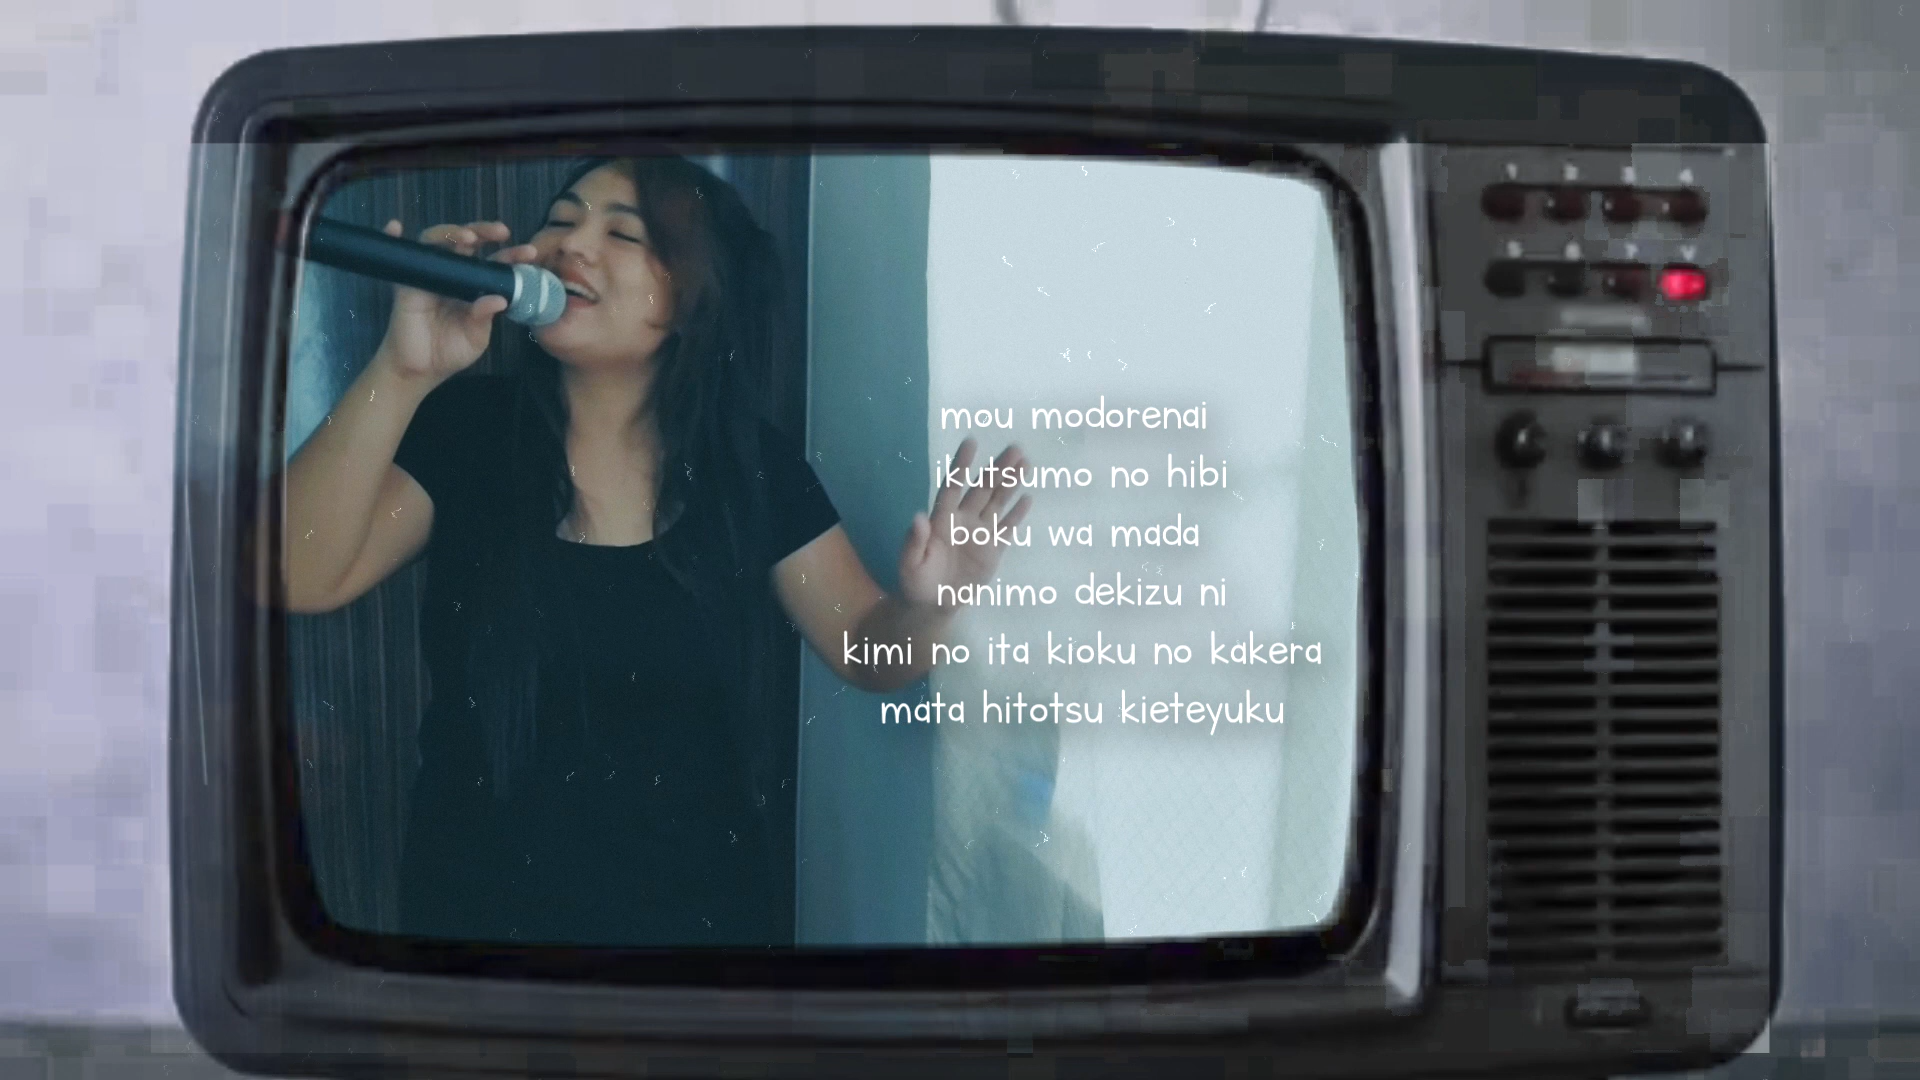 mou modorenai
ikutsumo no hibi
boku wa mada
nanimo dekizu ni
kimi no ita kioku no kakera
mata hitotsu kieteyuku